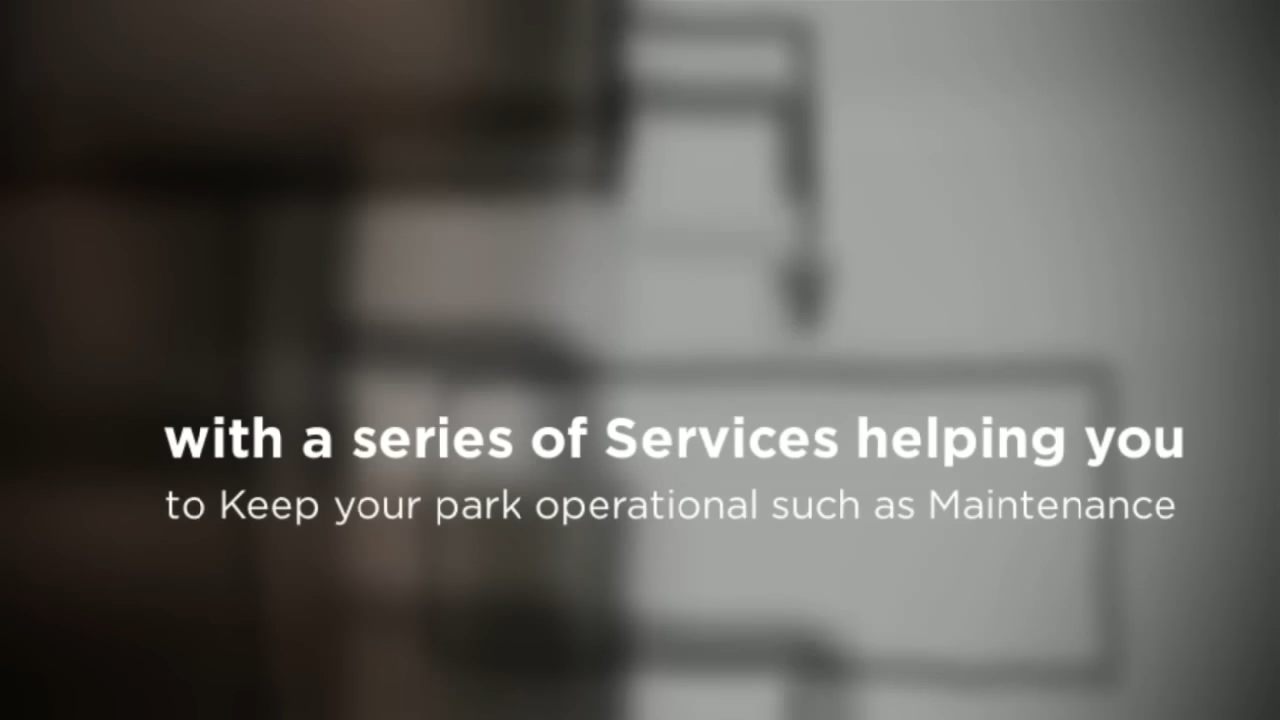 with a series of Services helping you
to Keep your park operational such as Maintenance